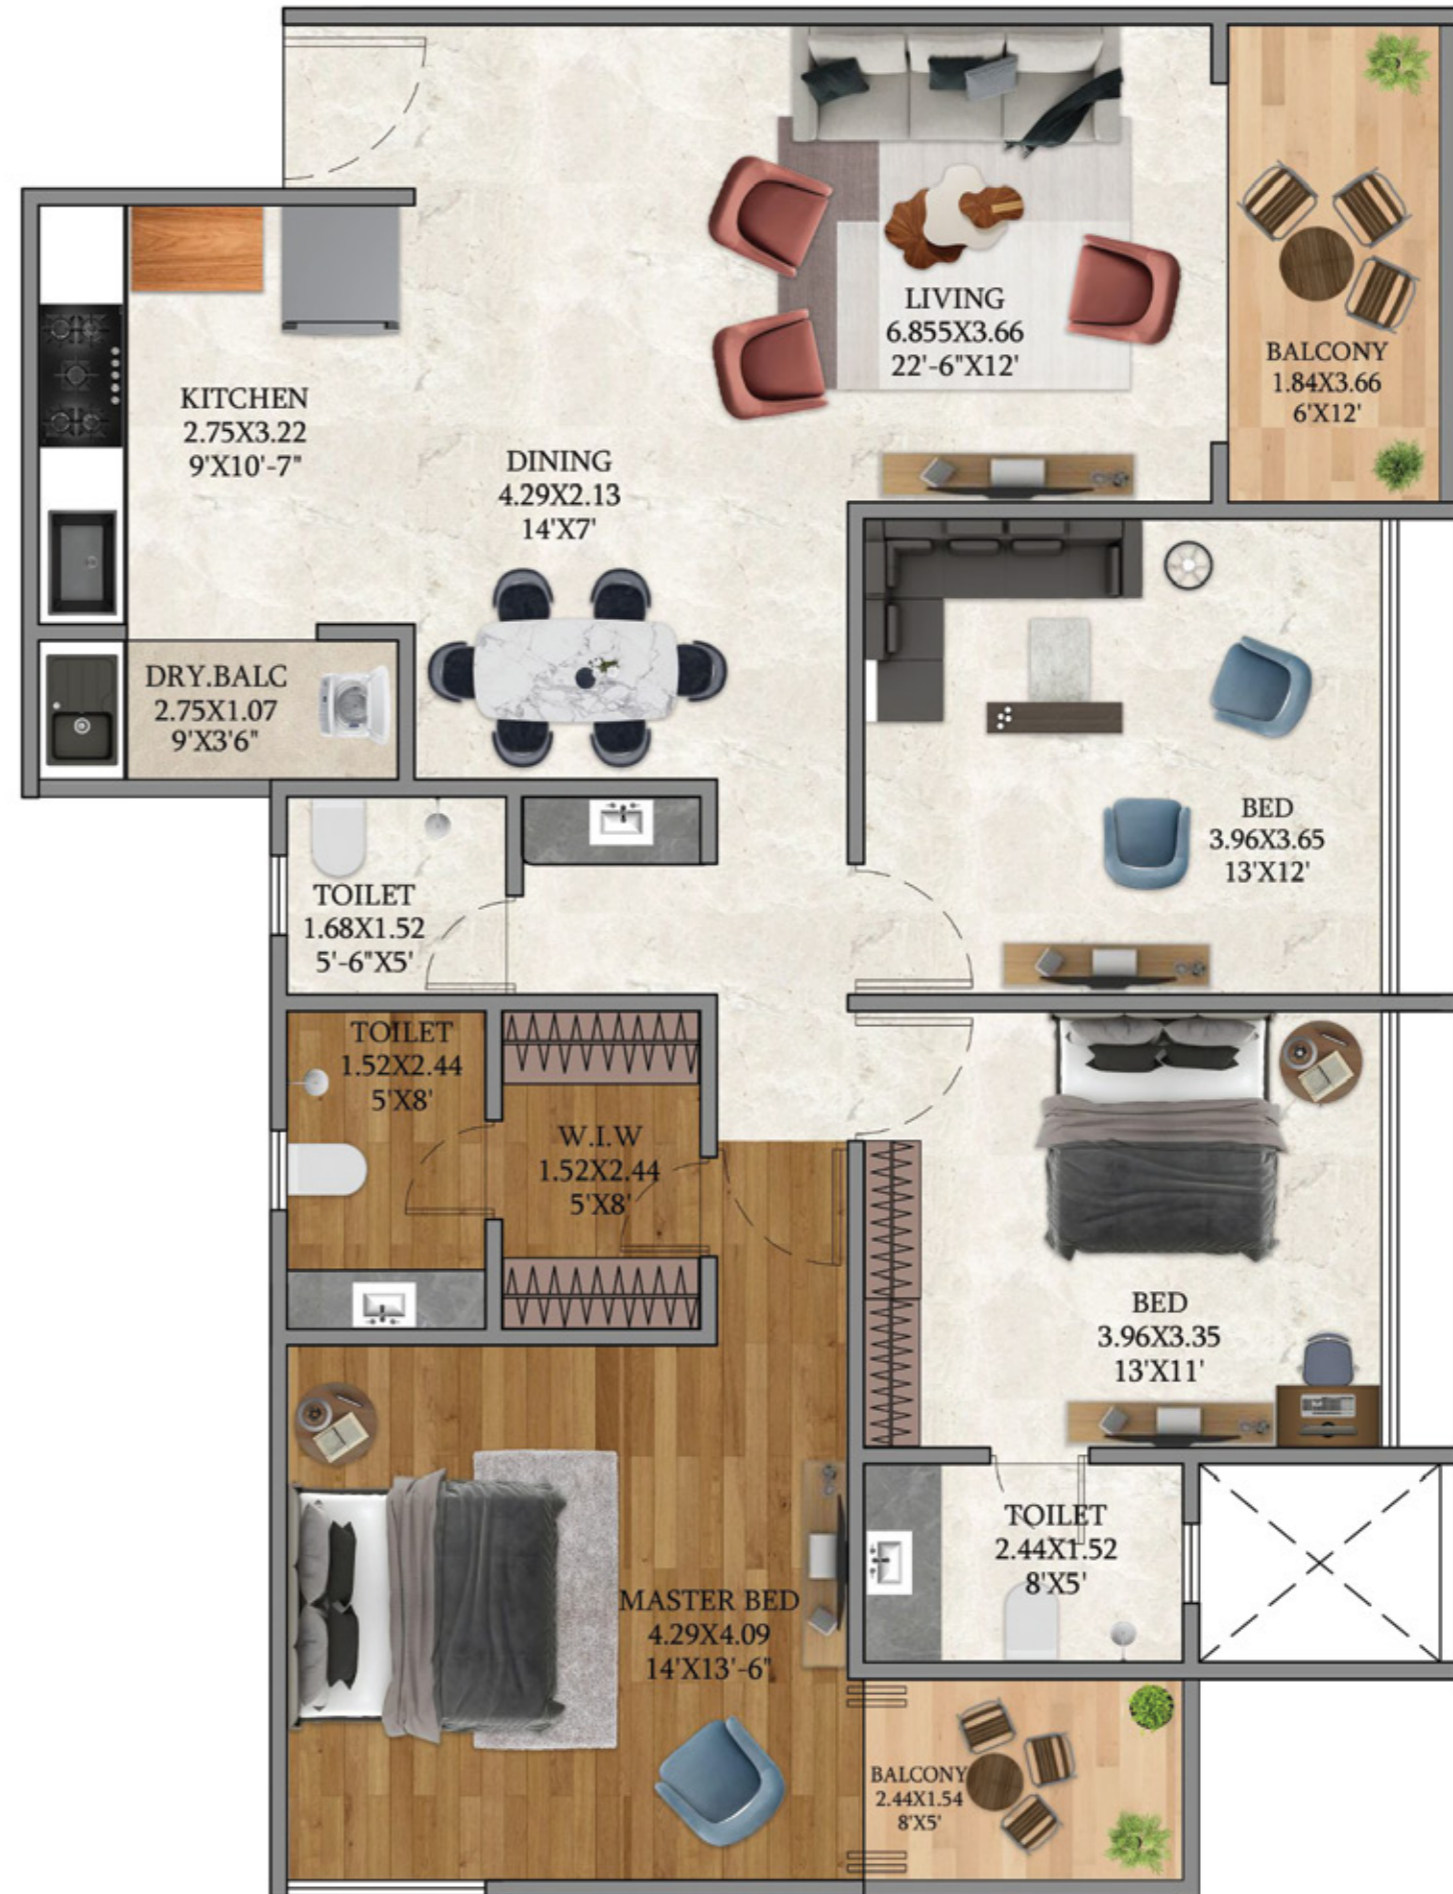 LIVING
6.855X3.66
22'-6"X12'
BALCONY
1.84X3.66
6'X12'
KITCHEN
2.75X3.22
9'X10'-7"
DINING
4.29X2.13
14'X7'
DRY.BALC
2.75X1.07
9'X3'6"
BED
3.96X3.65
13'X12'
TOILET
1.68X1.52
5'-6"X5'
TOILET
1.52X2.44
5'X8'
W.I.W
1.52X2.44
5'X8'
BED
3.96X3.35
13'X11'
TOILET
2.44X1.52
8'X5'
MASTER BED
4.29X4.09
14'X13'-6"
BALCONY
2.44X1.54
8'X5'